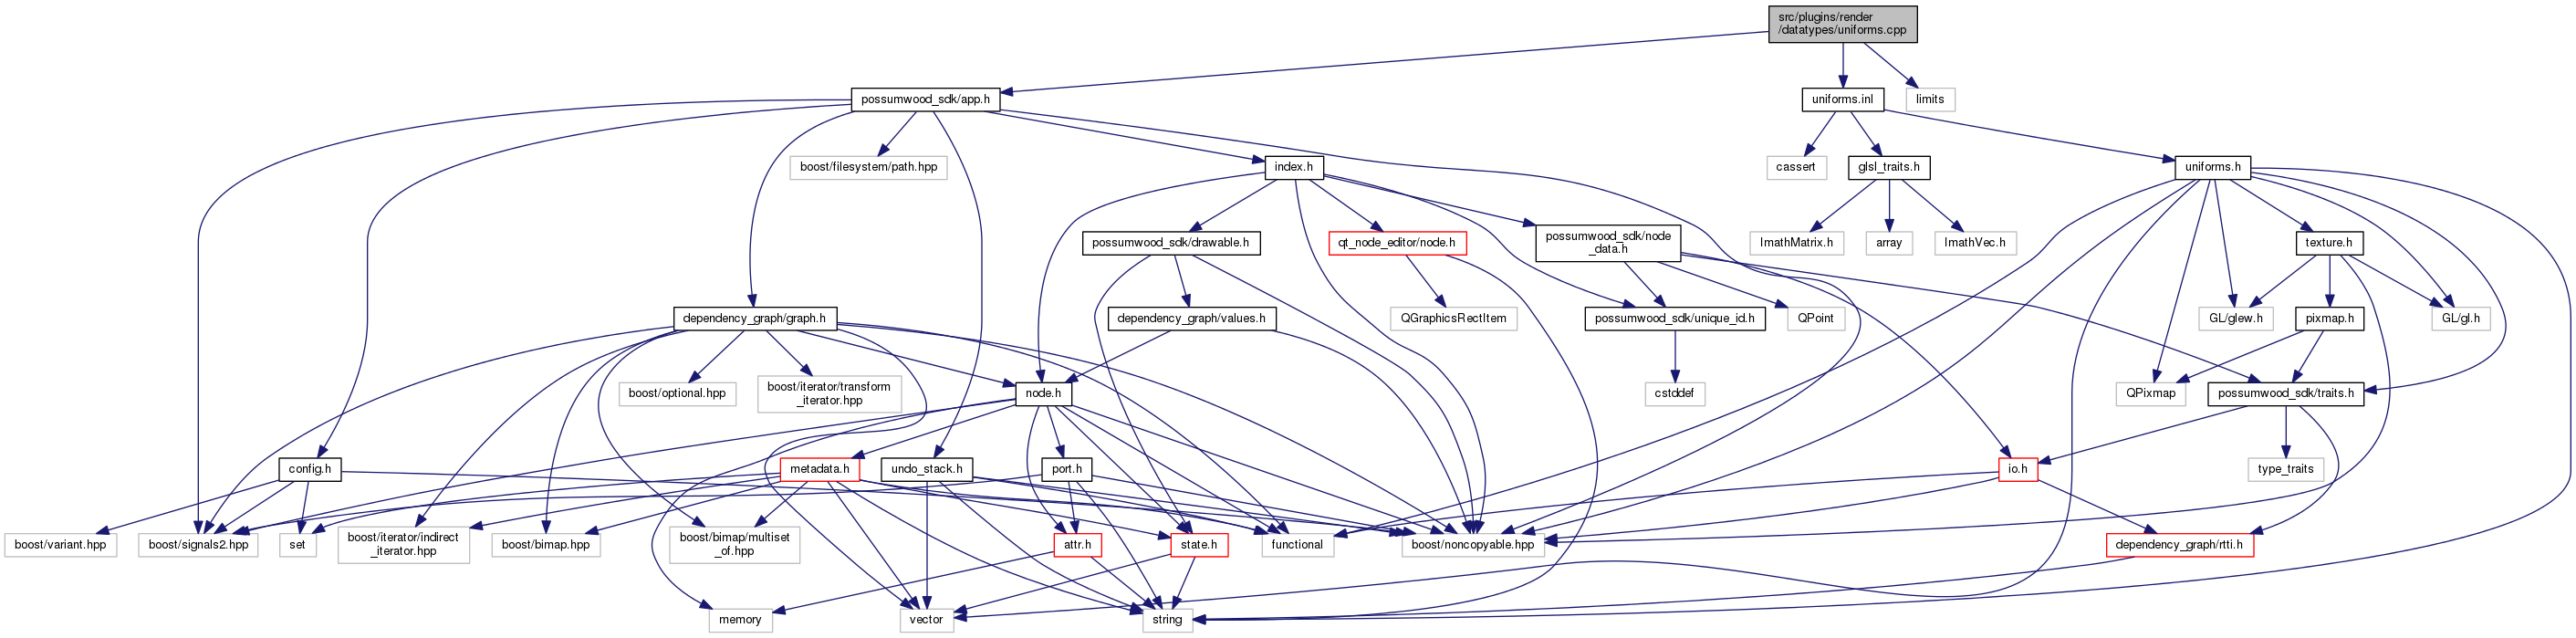 src/plugins/render
/datatypes/uniforms.cpp
possumwood_sdk/app.h
uniforms.inl
limits
boost/filesystem/path.hpp
index.h
cassert
glsl_traits.h
uniforms.h
possumwood_sdk/drawable.h
qt_node_editor/node.h
possumwood_sdk/node
_data.h
ImathMatrix.h
array
ImathVec.h
texture.h
dependency_graph/graph.h
dependency_graph/values.h
QGraphicsRectItem
possumwood_sdk/unique_id.h
QPoint
GL/glew.h
pixmap.h
GL/gl.h
boost/optional.hpp
boost/iterator/transform
_iterator.hpp
node.h
cstddef
QPixmap
possumwood_sdk/traits.h
config.h
metadata.h
undo_stack.h
port.h
io.h
type_traits
boost/variant.hpp
boost/signals2.hpp
set
boost/iterator/indirect
_iterator.hpp
boost/bimap.hpp
boost/bimap/multiset
_of.hpp
attr.h
state.h
functional
boost/noncopyable.hpp
dependency_graph/rtti.h
memory
vector
string